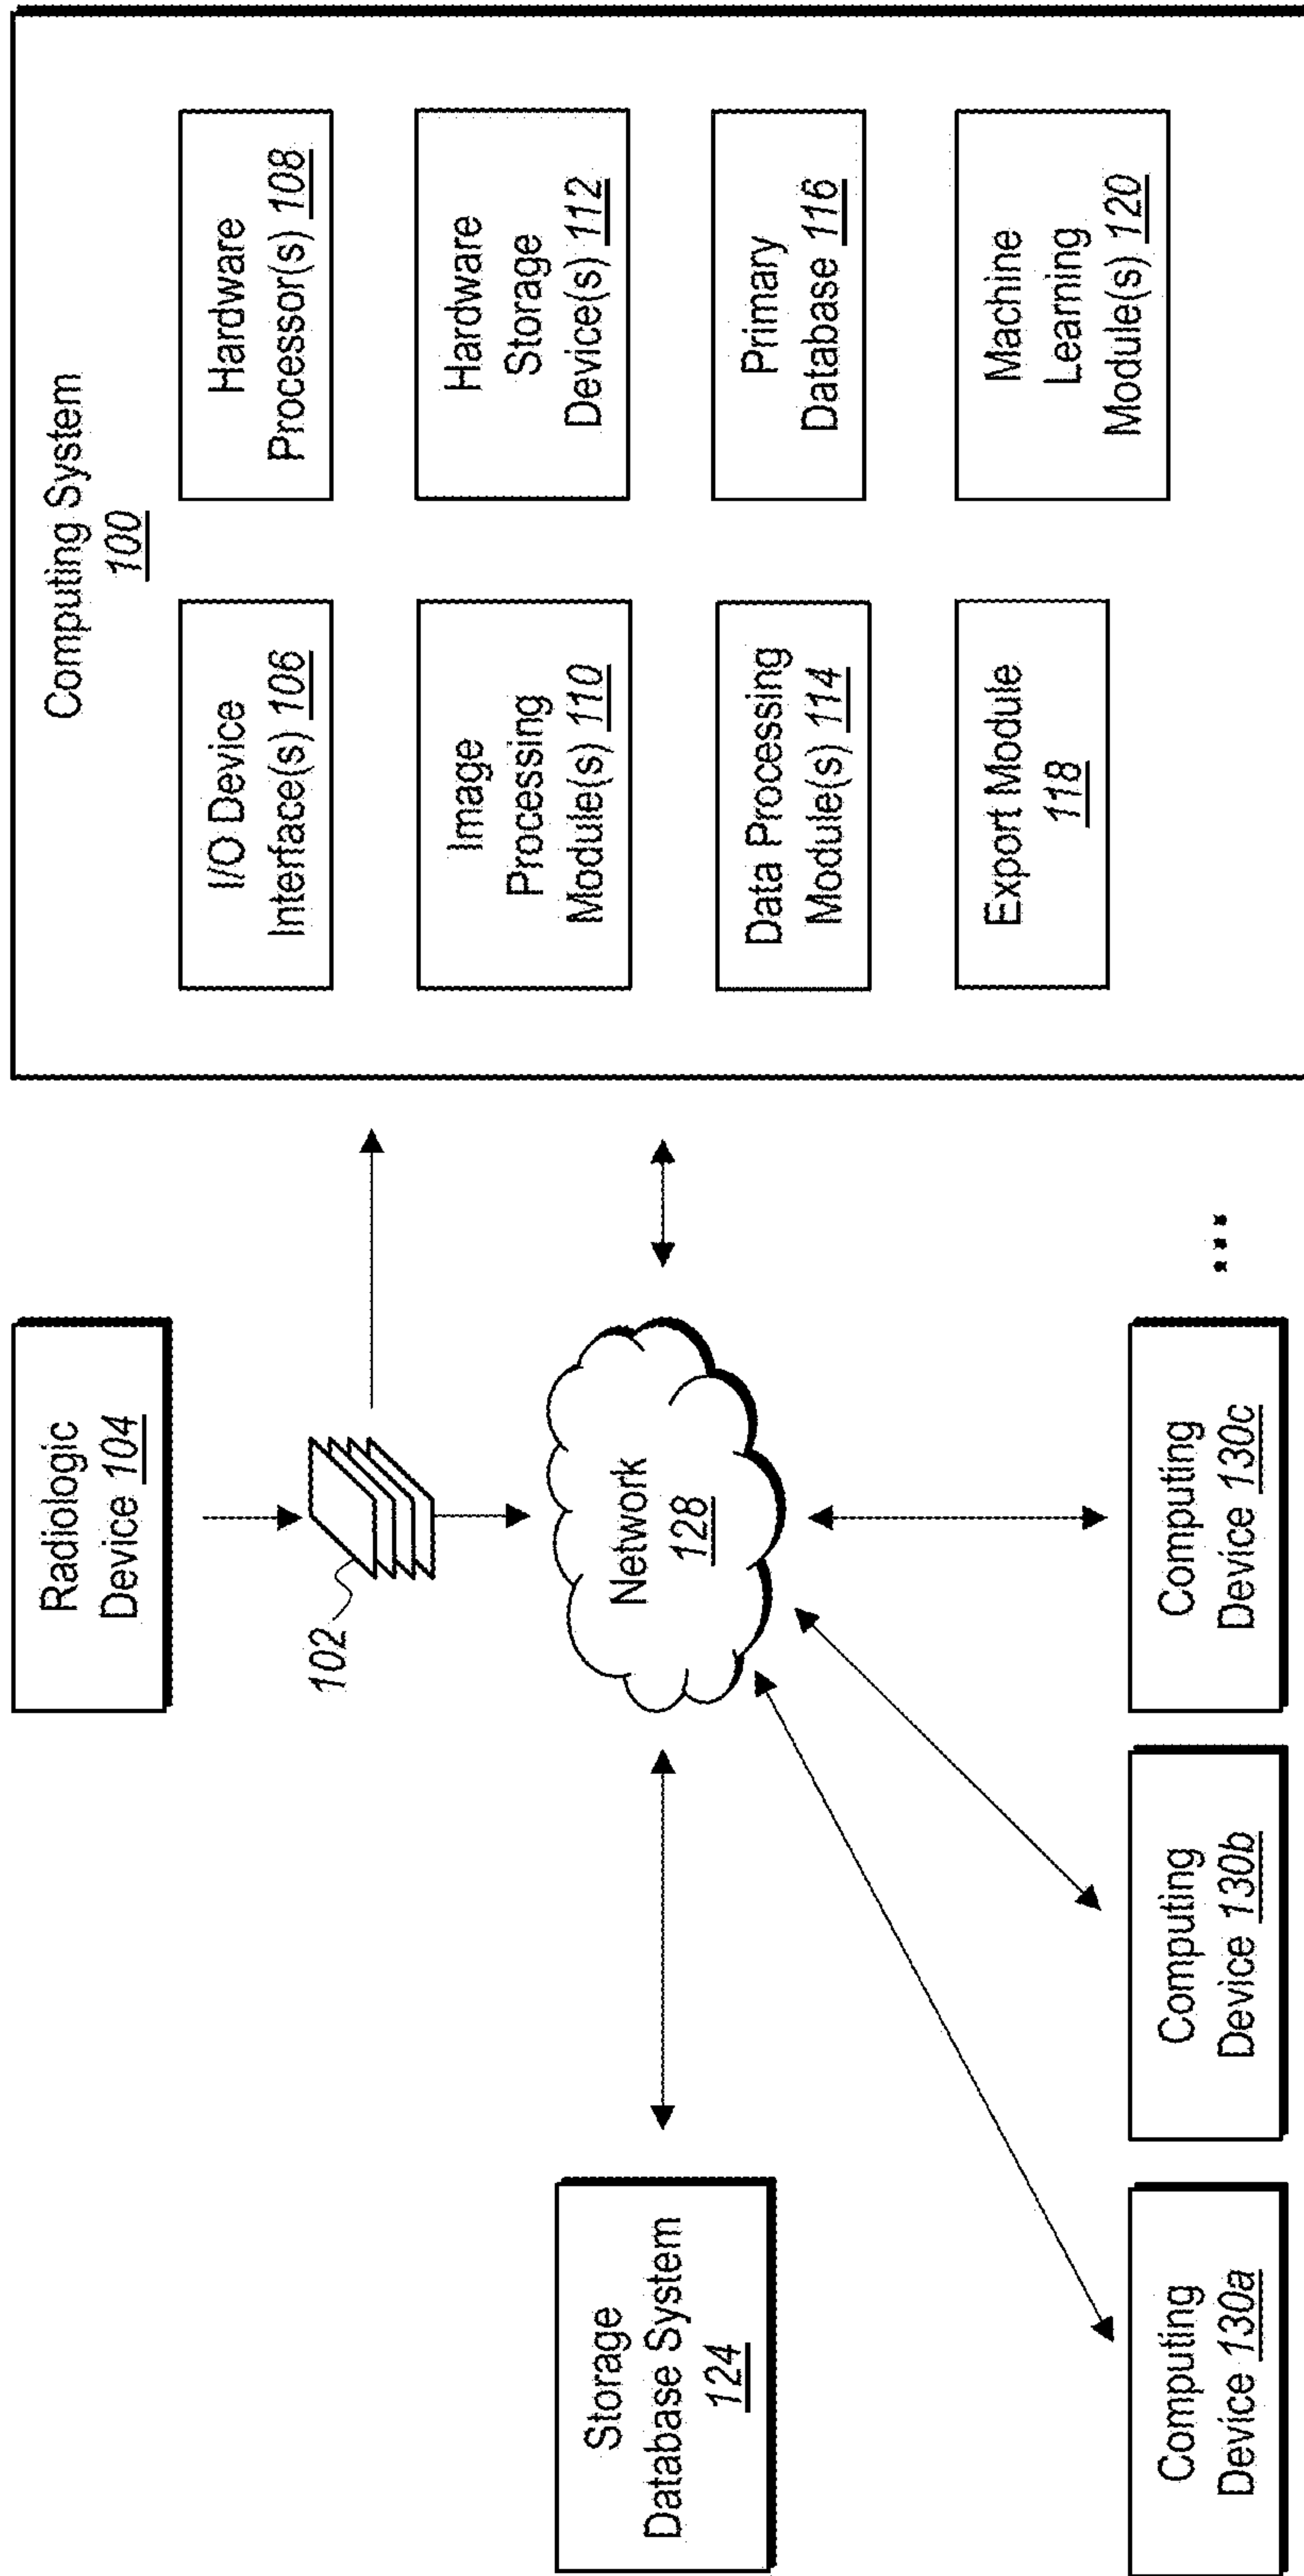 Computing System
100
I/O Device
Interface(s) 106
Hardware
Processor(s) 108
Image
Processing
Module(s) 110
Hardware
Storage
Device(s) 112
Data Processing
Module(s) 114
Primary
Database 116
Export Module
118
Machine
Learning
Module(s) 120
Radiologic
Device 104
102
Network
128
Storage
Database System
124
Computing
Device 130a
Computing
Device 130b
Computing
Device 130c
...